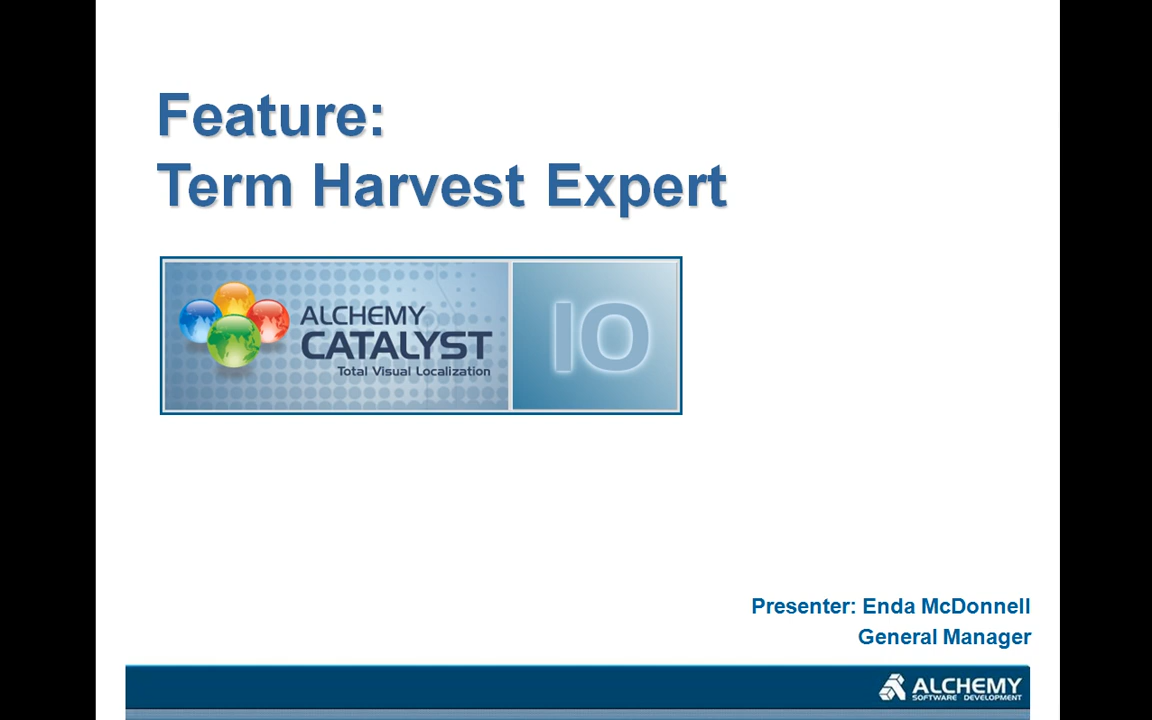 Feature:
Term Harvest Expert
ALCHEMY
CATALYST
Total Visual Localization
10
Presenter: Enda McDonnell
General Manager
ALCHEMY
SOFTWARE DEVELOPMENT